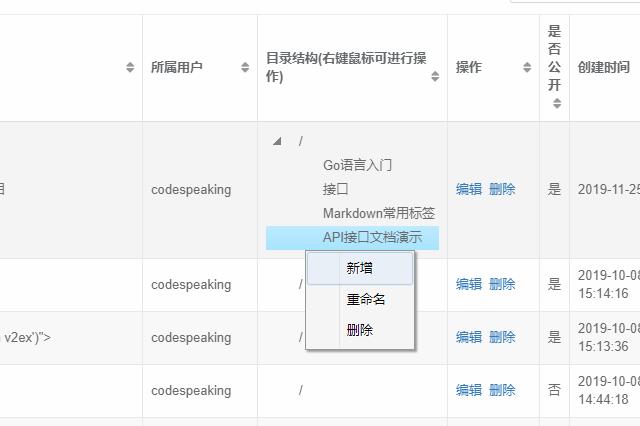 所属用户
目录结构(右键鼠标可进行操作)
操作
是否公开
创建时间
/
Go语言入门
接口
Markdown常用标签
API接口文档演示
目
codespeaking
编辑 删除
是
2019-11-25
新增
重命名
删除
codespeaking
/
编辑 删除
是
2019-10-08
15:14:16
v2ex')">
codespeaking
/
编辑 删除
是
2019-10-08
15:13:36
codespeaking
/
编辑 删除
否
2019-10-08
14:44:18